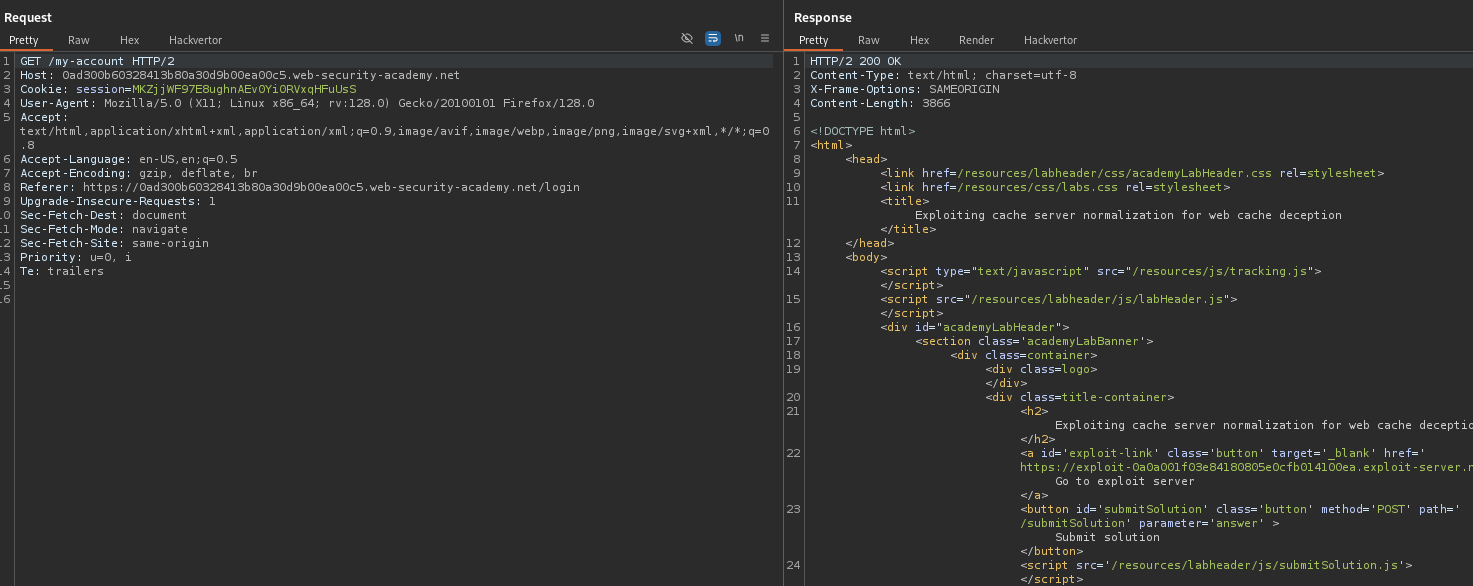 Request
Pretty Raw Hex Hackvertor \n
1 GET /my-account HTTP/2
2 Host: 0ad300b60328413b80a30d9b00ea00c5.web-security-academy.net
3 Cookie: session=MKZjjWF97E8ughnAEvOYi0RVxqHFuUsS
4 User-Agent: Mozilla/5.0 (X11; Linux x86_64; rv:128.0) Gecko/20100101 Firefox/128.0
5 Accept:
text/html,application/xhtml+xml,application/xml;q=0.9,image/avif,image/webp,image/png,image/svg+xml,*/*;q=0
.8
6 Accept-Language: en-US,en;q=0.5
7 Accept-Encoding: gzip, deflate, br
8 Referer: https://0ad300b60328413b80a30d9b00ea00c5.web-security-academy.net/login
9 Upgrade-Insecure-Requests: 1
.0 Sec-Fetch-Dest: document
.1 Sec-Fetch-Mode: navigate
.2 Sec-Fetch-Site: same-origin
.3 Priority: u=0, i
.4 Te: trailers
.5
.6
Response
Pretty Raw Hex Render Hackvertor
1 HTTP/2 200 OK
2 Content-Type: text/html; charset=utf-8
3 X-Frame-Options: SAMEORIGIN
4 Content-Length: 3866
5
6 <!DOCTYPE html>
7 <html>
8 <head>
9 <link href=/resources/labheader/css/academyLabHeader.css rel=stylesheet>
10 <link href=/resources/css/labs.css rel=stylesheet>
11 <title>
Exploiting cache server normalization for web cache deception
</title>
12 </head>
13 <body>
14 <script type="text/javascript" src="/resources/js/tracking.js">
</script>
15 <script src="/resources/labheader/js/labHeader.js">
</script>
16 <div id="academyLabHeader">
17 <section class='academyLabBanner'>
18 <div class=container>
19 <div class=logo>
</div>
20 <div class=title-container>
21 <h2>
Exploiting cache server normalization for web cache deceptio
</h2>
22 <a id='exploit-link' class='button' target='_blank' href='
https://exploit-0a0a001f03e84180805e0cfb014100ea.exploit-server.n
Go to exploit server
</a>
23 <button id='submitSolution' class='button' method='POST' path='
/submitSolution' parameter='answer' >
Submit solution
</button>
24 <script src='/resources/labheader/js/submitSolution.js'>
</script>